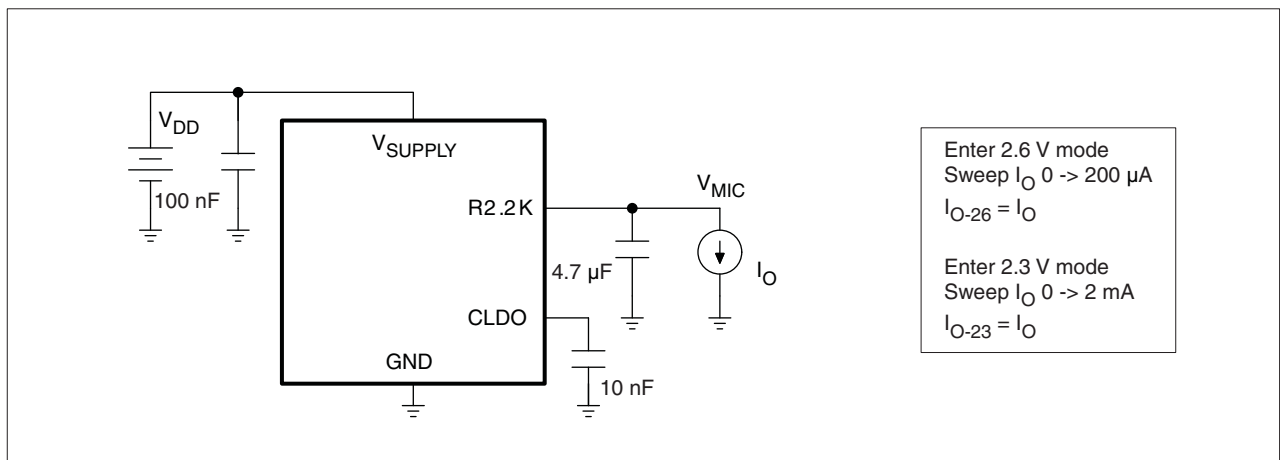 V_DD
100 nF
V_SUPPLY
R2.2K
CLDO
GND
4.7 µF
10 nF
V_MIC
I_O
Enter 2.6 V mode
Sweep I_O 0 -> 200 µA
I_O-26 = I_O
Enter 2.3 V mode
Sweep I_O 0 -> 2 mA
I_O-23 = I_O